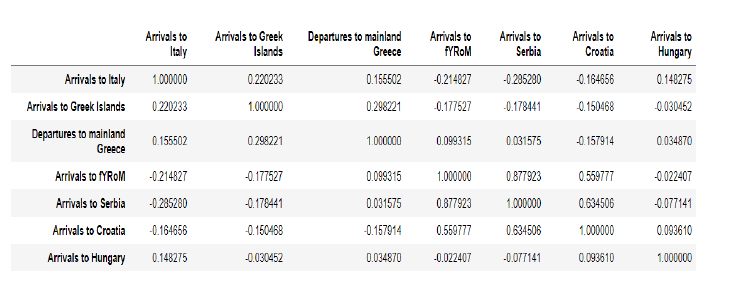 Arrivals to Italy Arrivals to Greek Islands Departures to mainland Greece Arrivals to fYRoM Arrivals to Serbia Arrivals to Croatia Arrivals to Hungary
Arrivals to Italy 1.000000 0.220233 0.155502 -0.214827 -0.285280 -0.164656 0.148275
Arrivals to Greek Islands 0.220233 1.000000 0.298221 -0.177527 -0.178441 -0.150468 -0.030452
Departures to mainland Greece 0.155502 0.298221 1.000000 0.099315 0.031575 -0.157914 0.034870
Arrivals to fYRoM -0.214827 -0.177527 0.099315 1.000000 0.877923 0.559777 -0.022407
Arrivals to Serbia -0.285280 -0.178441 0.031575 0.877923 1.000000 0.634506 -0.077141
Arrivals to Croatia -0.164656 -0.150468 -0.157914 0.559777 0.634506 1.000000 0.093610
Arrivals to Hungary 0.148275 -0.030452 0.034870 -0.022407 -0.077141 0.093610 1.000000